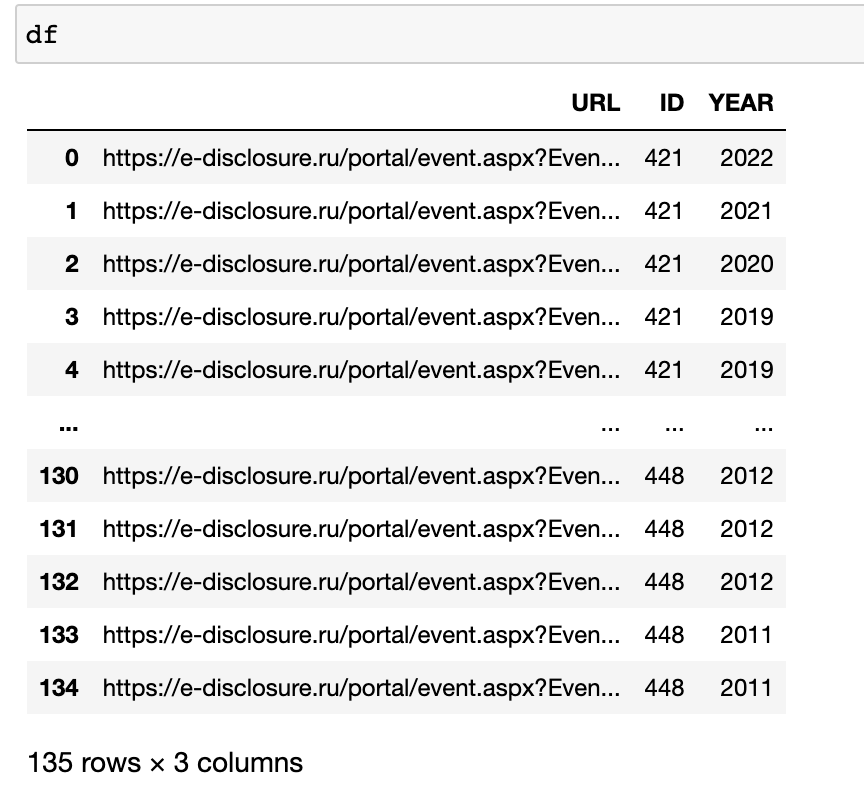 df
URL ID YEAR
0 https://e-disclosure.ru/portal/event.aspx?Even... 421 2022
1 https://e-disclosure.ru/portal/event.aspx?Even... 421 2021
2 https://e-disclosure.ru/portal/event.aspx?Even... 421 2020
3 https://e-disclosure.ru/portal/event.aspx?Even... 421 2019
4 https://e-disclosure.ru/portal/event.aspx?Even... 421 2019
... ... ... ...
130 https://e-disclosure.ru/portal/event.aspx?Even... 448 2012
131 https://e-disclosure.ru/portal/event.aspx?Even... 448 2012
132 https://e-disclosure.ru/portal/event.aspx?Even... 448 2012
133 https://e-disclosure.ru/portal/event.aspx?Even... 448 2011
134 https://e-disclosure.ru/portal/event.aspx?Even... 448 2011
135 rows × 3 columns